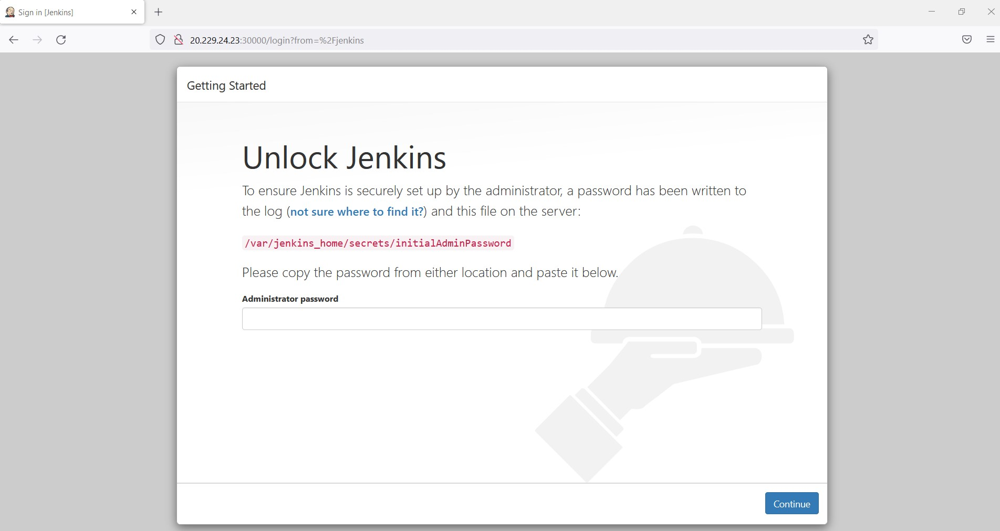 Sign in [Jenkins]
20.229.24.23:30000/login?from=%2Fjenkins
Getting Started
Unlock Jenkins
To ensure Jenkins is securely set up by the administrator, a password has been written to
the log (not sure where to find it?) and this file on the server:
/var/jenkins_home/secrets/initialAdminPassword
Please copy the password from either location and paste it below.
Administrator password
Continue